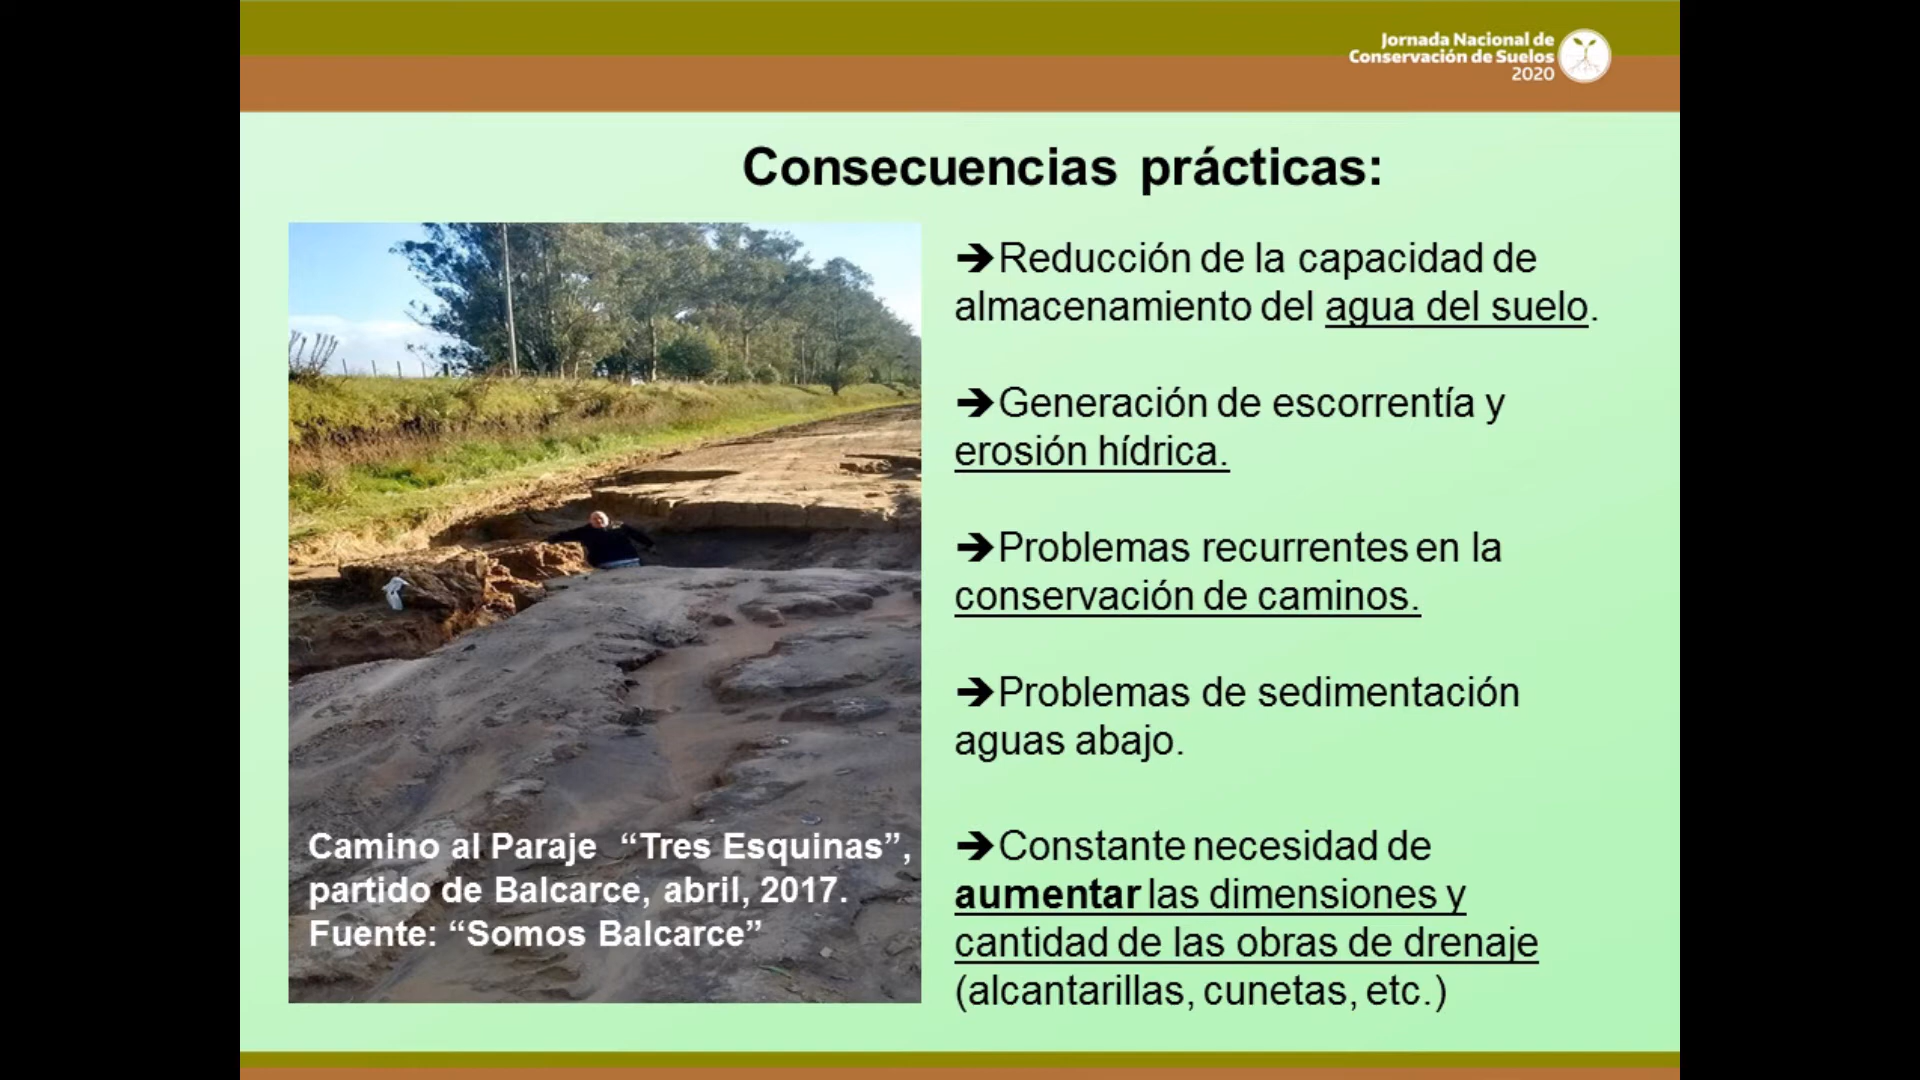 Jornada Nacional de
Conservación de Suelos
2020
Consecuencias prácticas:
➔Reducción de la capacidad de
almacenamiento del agua del suelo.
➔Generación de escorrentía y
erosión hídrica.
➔Problemas recurrentes en la
conservación de caminos.
➔Problemas de sedimentación
aguas abajo.
➔Constante necesidad de
aumentar las dimensiones y
cantidad de las obras de drenaje
(alcantarillas, cunetas, etc.)
Camino al Paraje “Tres Esquinas”,
partido de Balcarce, abril, 2017.
Fuente: “Somos Balcarce”